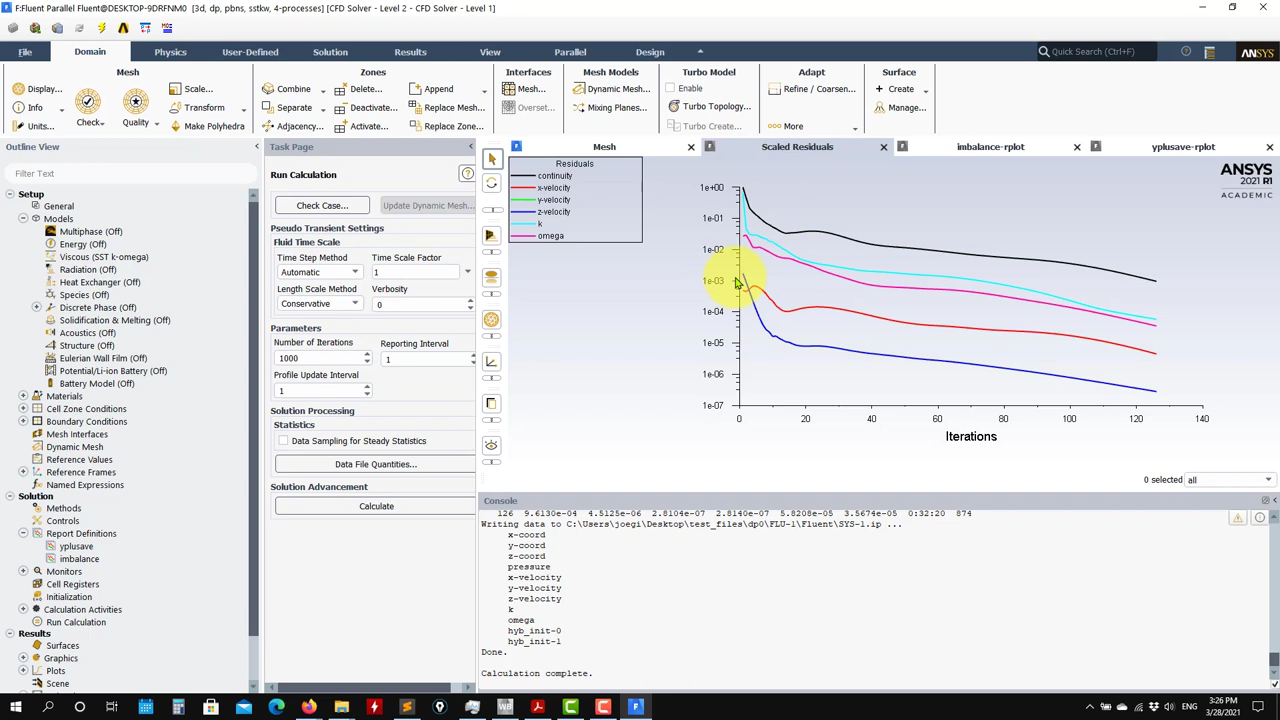 F:Fluent Parallel Fluent@DESKTOP-9DRFNM0 [3d, dp, pbns, sstkw, 4-processes] [CFD Solver - Level 2 - CFD Solver - Level 1]
File Domain Physics User-Defined Solution Results View Parallel Design Quick Search (Ctrl+F) ANSYS
Mesh Zones Interfaces Mesh Models Turbo Model Adapt Surface
Display... Scale... Combine Delete... Append Mesh... Dynamic Mesh... Enable Refine / Coarsen... Create
Info Transform Separate Deactivate... Replace Mesh... Overset... Mixing Planes... Turbo Topology... Manage...
Units... Check Quality Make Polyhedra Adjacency... Activate... Replace Zone... Turbo Create... More
Outline View
Filter Text
Setup
General
Models
Multiphase (Off)
Energy (Off)
Viscous (SST k-omega)
Radiation (Off)
Heat Exchanger (Off)
Species (Off)
Discrete Phase (Off)
Solidification & Melting (Off)
Acoustics (Off)
Structure (Off)
Eulerian Wall Film (Off)
Potential/Li-ion Battery (Off)
Battery Model (Off)
Materials
Cell Zone Conditions
Boundary Conditions
Mesh Interfaces
Dynamic Mesh
Reference Values
Reference Frames
Named Expressions
Solution
Methods
Controls
Report Definitions
yplusave
imbalance
Monitors
Cell Registers
Initialization
Calculation Activities
Run Calculation
Results
Surfaces
Graphics
Plots
Scene
Task Page
Run Calculation
Check Case... Update Dynamic Mesh...
Pseudo Transient Settings
Fluid Time Scale
Time Step Method Time Scale Factor
Automatic 1
Length Scale Method Verbosity
Conservative 0
Parameters
Number of Iterations Reporting Interval
1000 1
Profile Update Interval
1
Solution Processing
Statistics
Data Sampling for Steady Statistics
Data File Quantities...
Solution Advancement
Calculate
Mesh Scaled Residuals imbalance-rplot yplusave-rplot
Residuals
continuity
x-velocity
y-velocity
z-velocity
k
omega
ANSYS
2021 R1
ACADEMIC
1e+00
1e-01
1e-02
1e-03
1e-04
1e-05
1e-06
1e-07
0 20 40 60 80 100 120 140
Iterations
0 selected all
Console
126 9.6130e-04 4.5125e-06 2.8104e-07 2.8140e-07 5.8208e-05 3.5674e-05 0:32:20 874
Writing data to C:\Users\joegi\Desktop\test_files\dp0\FLU-1\Fluent\SYS-1.ip ...
x-coord
y-coord
z-coord
pressure
x-velocity
y-velocity
z-velocity
k
omega
hyb_init-0
hyb_init-1
Done.
Calculation complete.
ENG 3:26 PM
3/28/2021